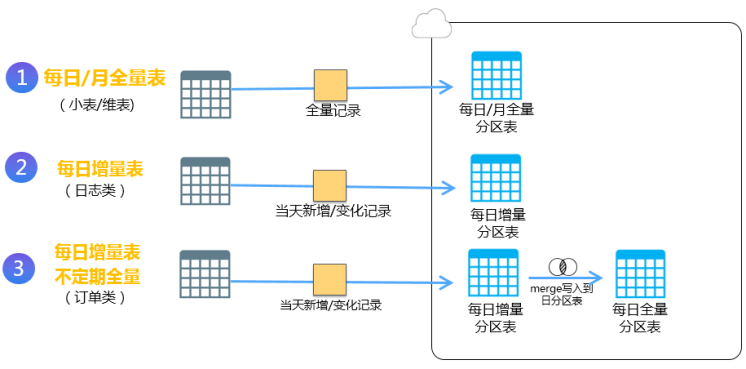 1
每日/月全量表
（小表/维表)
全量记录
每日/月全量
分区表
2
每日增量表
（日志类）
当天新增/变化记录
每日增量
分区表
3
每日增量表
不定期全量
（订单类）
当天新增/变化记录
每日增量
分区表
merge写入到
日分区表
每日全量
分区表